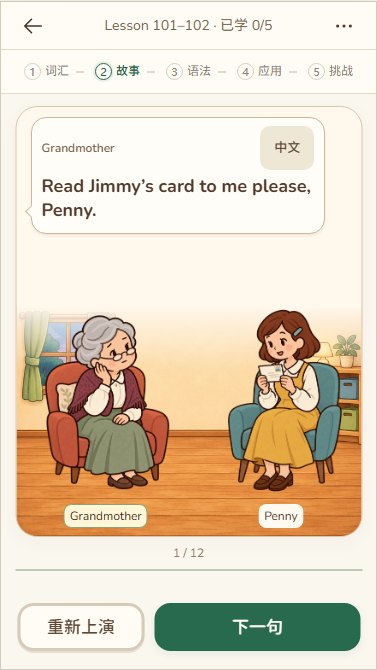 Lesson 101–102 · 已学 0/5
1 词汇 2 故事 3 语法 4 应用 5 挑战
Grandmother
中文
Read Jimmy’s card to me please,
Penny.
Grandmother
Penny
1 / 12
重新上演
下一句